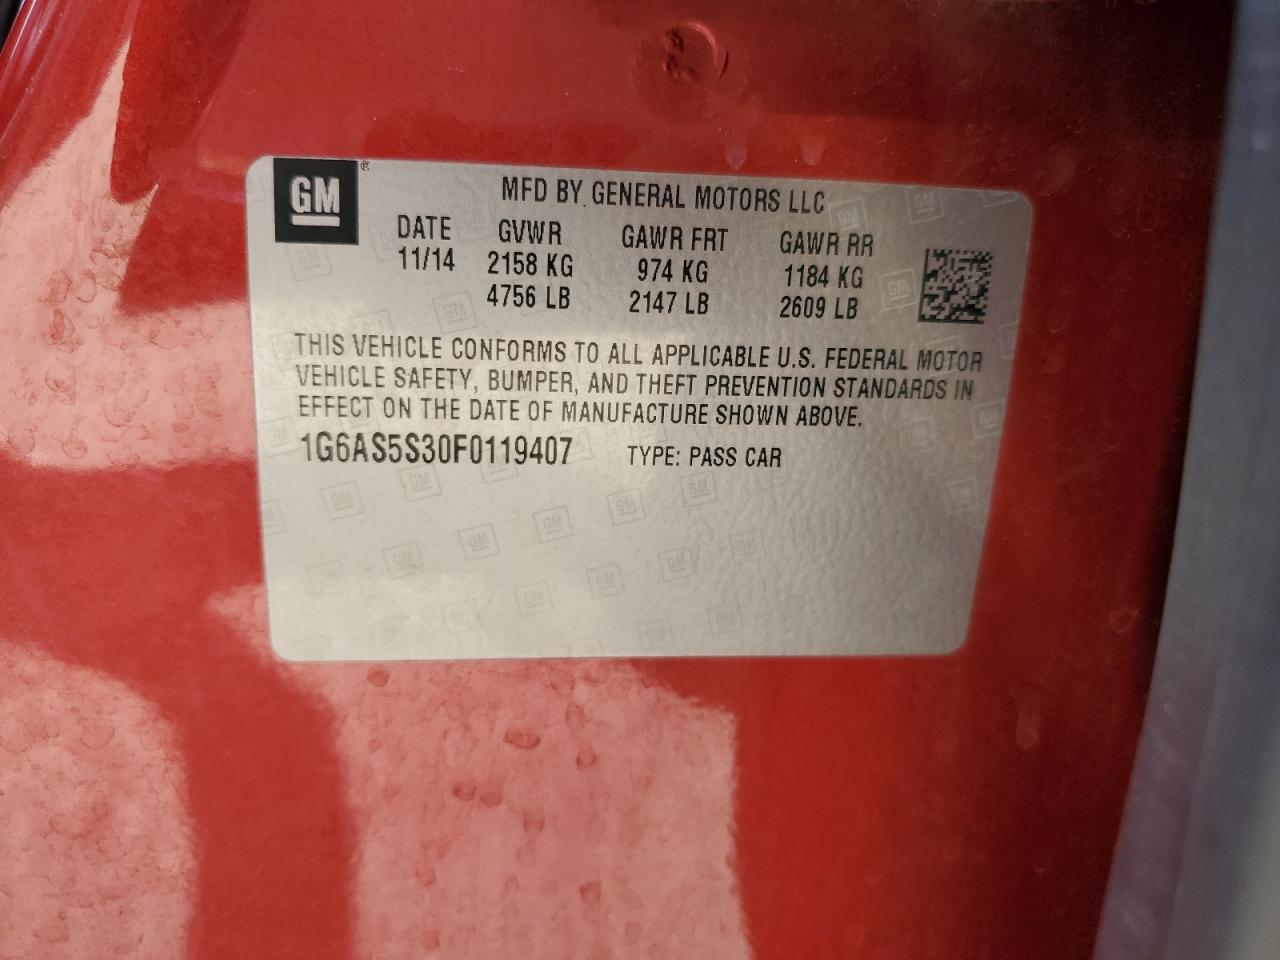 GM®
MFD BY GENERAL MOTORS LLC
DATE GVWR GAWR FRT GAWR RR
11/14 2158 KG 974 KG 1184 KG
4756 LB 2147 LB 2609 LB
THIS VEHICLE CONFORMS TO ALL APPLICABLE U.S. FEDERAL MOTOR
VEHICLE SAFETY, BUMPER, AND THEFT PREVENTION STANDARDS IN
EFFECT ON THE DATE OF MANUFACTURE SHOWN ABOVE.
1G6AS5S30F0119407 TYPE: PASS CAR